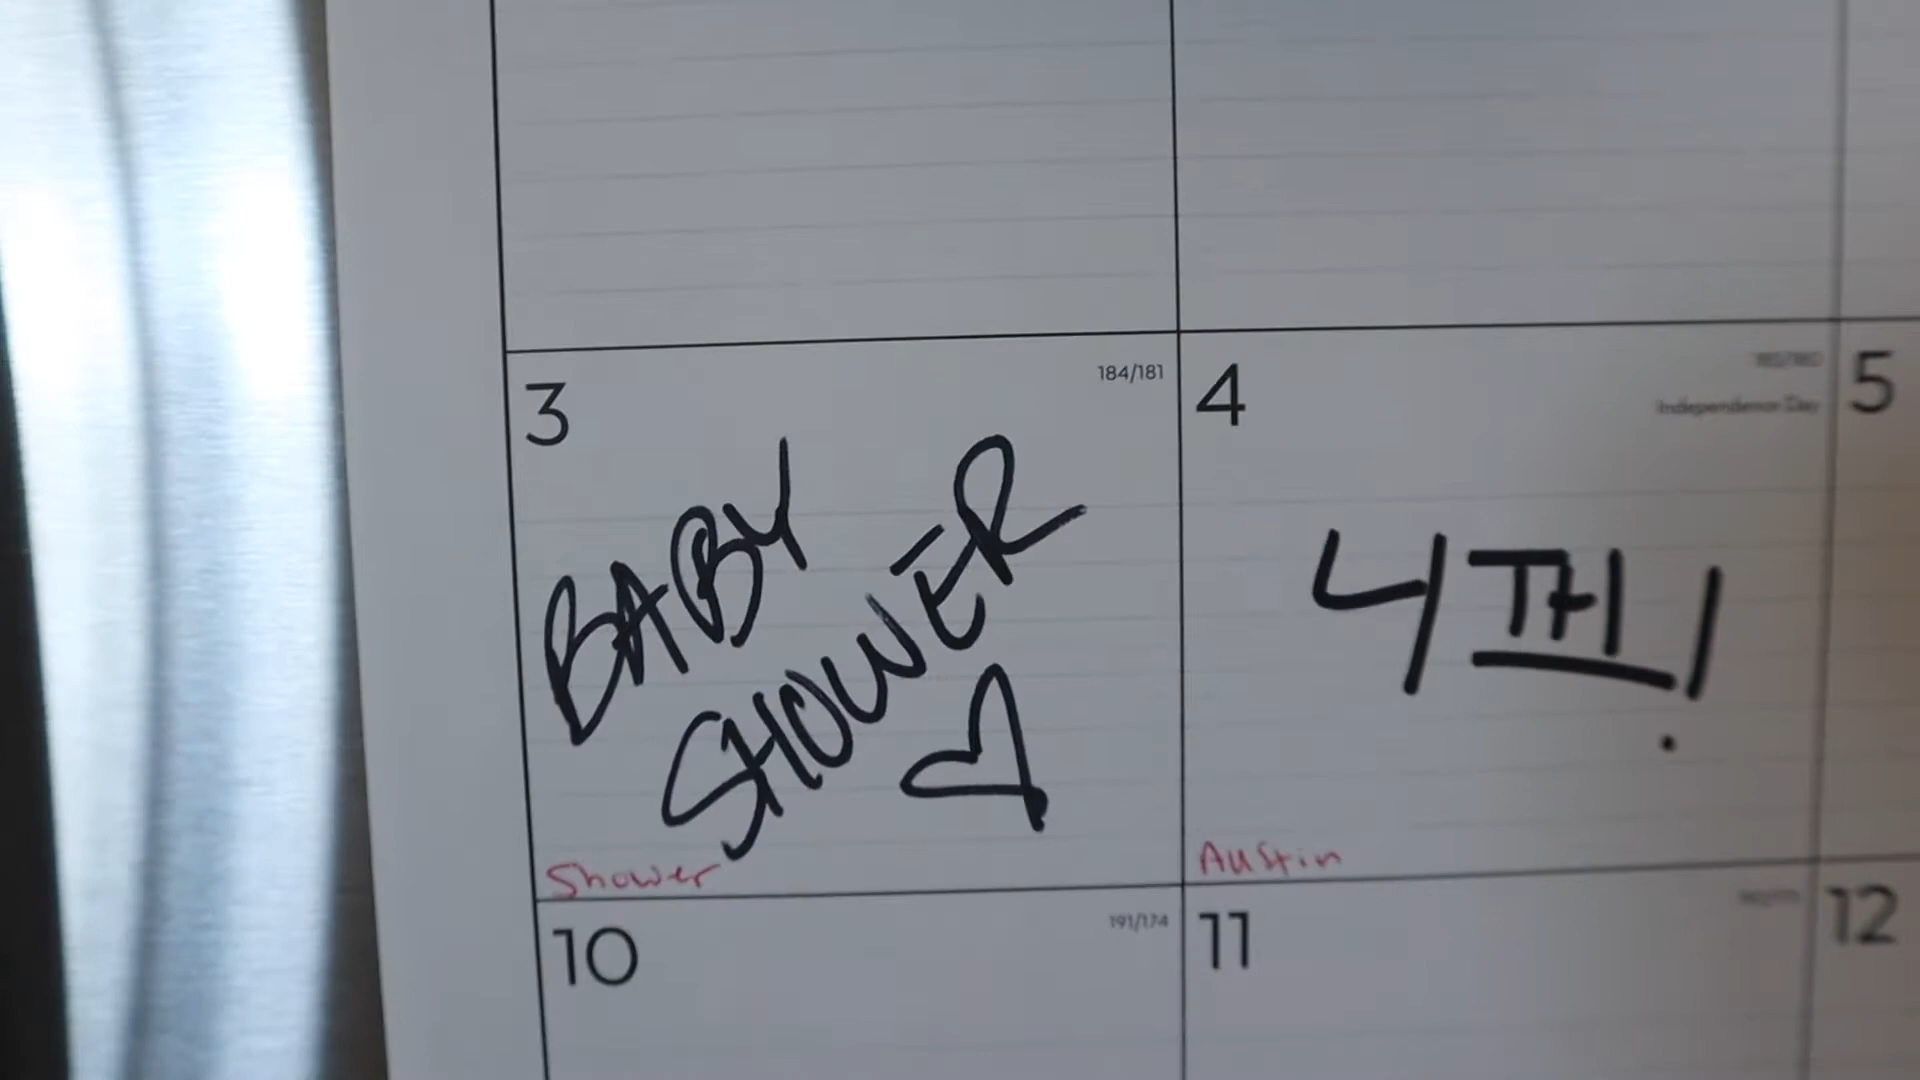 3
184/181
BABY
SHOWER
Shower
4
Independence Day
4TH!
Austin
5
10
191/174
11
12